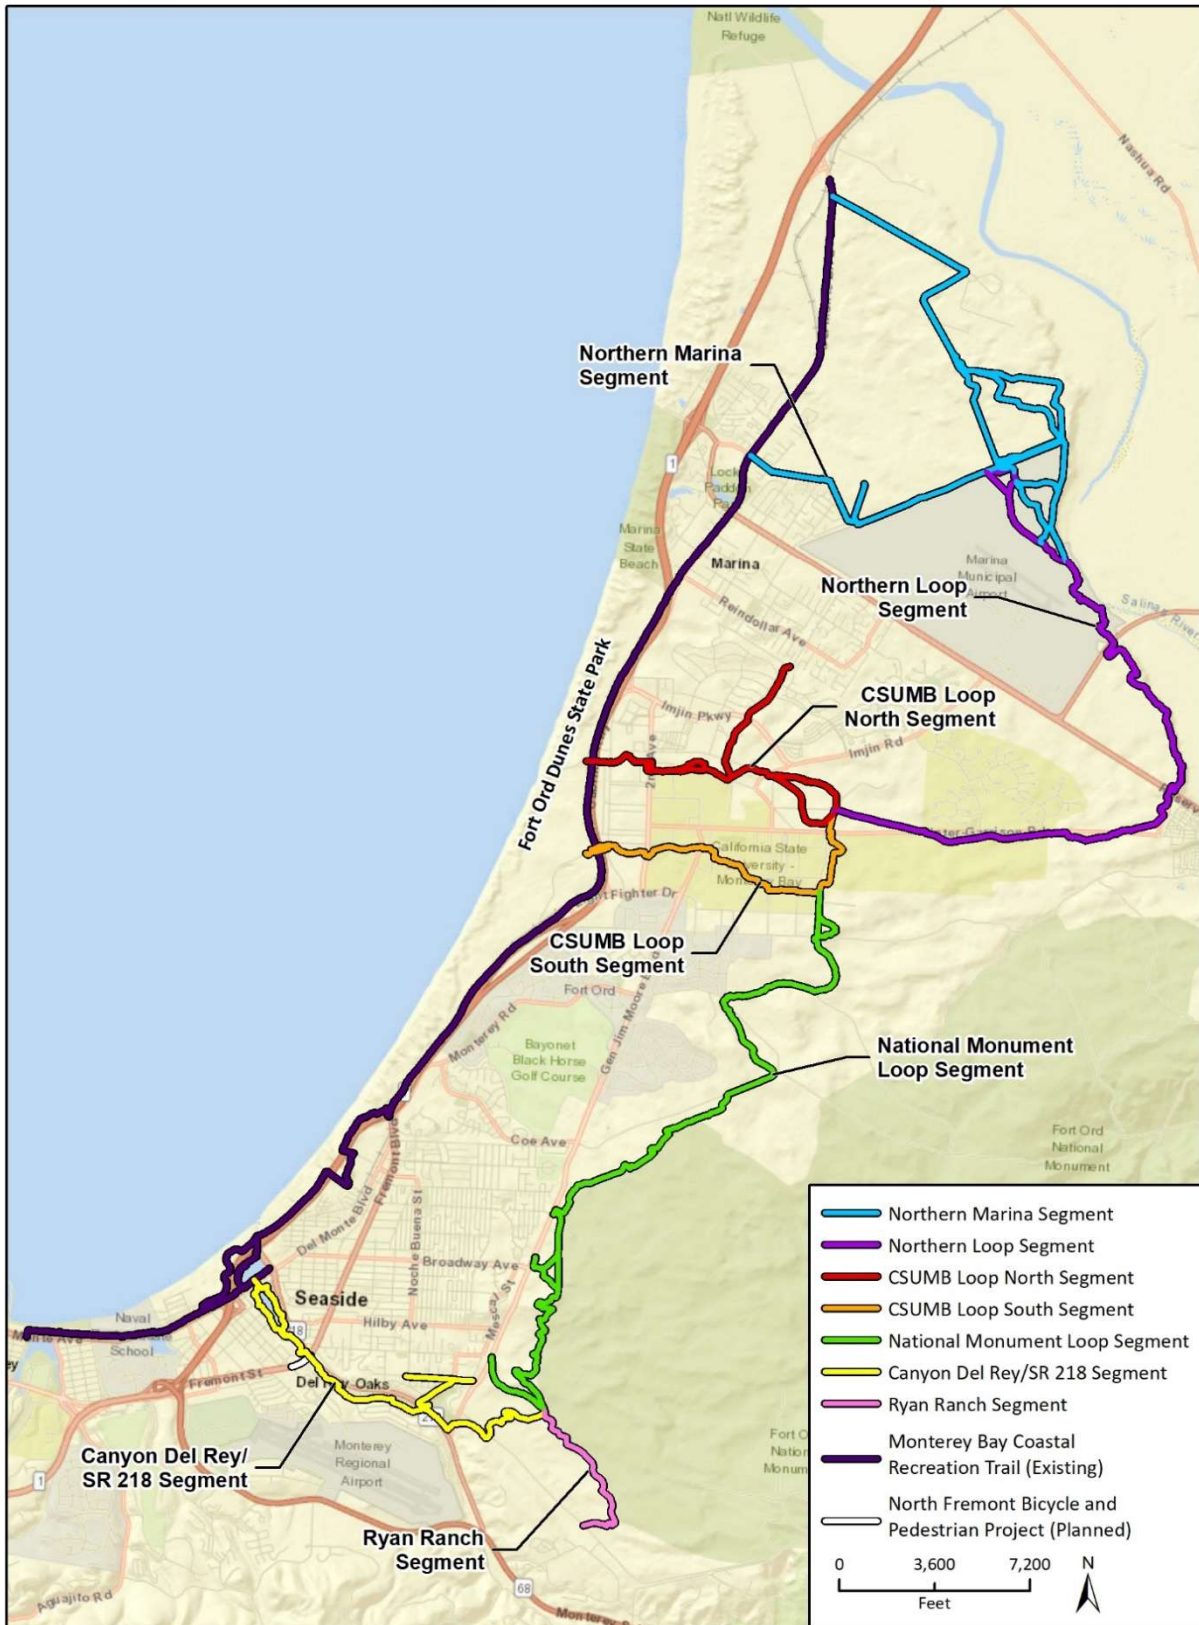 Natl Wildlife
Refuge
Nashua Rd
Northern Marina
Segment
1
Locke
Paddon
Marina
State
Beach
Marina
Marina
Municipal
Airport
Northern Loop
Segment
Salinas River
Reindollar Ave
Fort Ord Dunes State Park
CSUMB Loop
North Segment
Imjin Pkwy
Imjin Rd
2nd Ave
California State
University -
Monterey Bay
Fighter Dr
CSUMB Loop
South Segment
Fort Ord
Gen Jim Moore
Monterey Rd
Bayonet
Black Horse
Golf Course
National Monument
Loop Segment
Fort Ord
National
Monument
Coe Ave
Fremont Blvd
Del Monte Blvd
Noche Buena St
Broadway Ave
Seaside
Hilby Ave
Mescal St
Naval
School
Fremont St
Del Rey Oaks
Canyon Del Rey/
SR 218 Segment
Monterey
Regional
Airport
1
Ryan Ranch
Segment
68
Aguajito Rd
Northern Marina Segment
Northern Loop Segment
CSUMB Loop North Segment
CSUMB Loop South Segment
National Monument Loop Segment
Canyon Del Rey/SR 218 Segment
Ryan Ranch Segment
Monterey Bay Coastal
Recreation Trail (Existing)
North Fremont Bicycle and
Pedestrian Project (Planned)
0 3,600 7,200
Feet
N